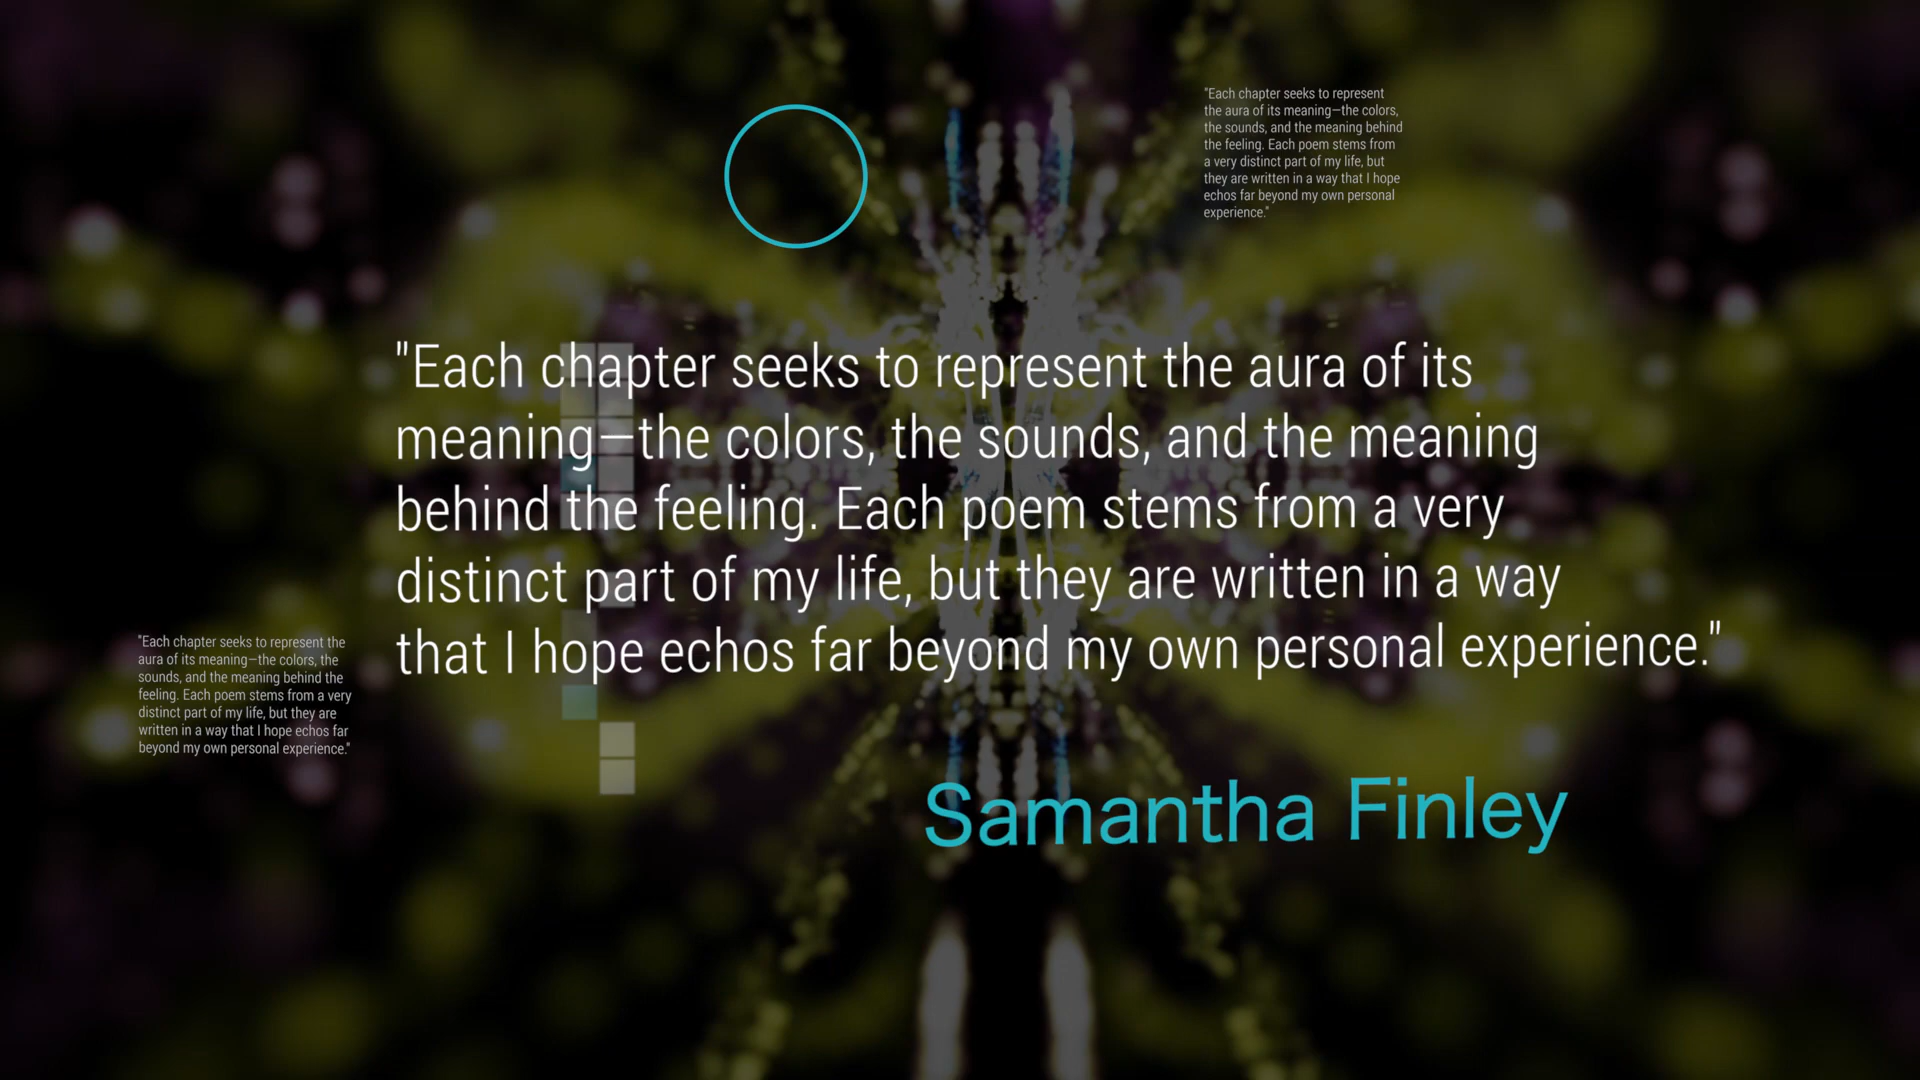 "Each chapter seeks to represent
the aura of its meaning—the colors,
the sounds, and the meaning behind
the feeling. Each poem stems from
a very distinct part of my life, but
they are written in a way that I hope
echos far beyond my own personal
experience."
"Each chapter seeks to represent the aura of its
meaning—the colors, the sounds, and the meaning
behind the feeling. Each poem stems from a very
distinct part of my life, but they are written in a way
that I hope echos far beyond my own personal experience."
"Each chapter seeks to represent the
aura of its meaning—the colors, the
sounds, and the meaning behind the
feeling. Each poem stems from a very
distinct part of my life, but they are
written in a way that I hope echos far
beyond my own personal experience."
Samantha Finley